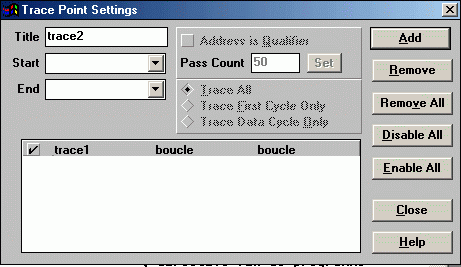 Trace Point Settings
Title trace2
Address is Qualifier
Add
Start
Pass Count 50 Set
Remove
End
Trace All
Remove All
Trace First Cycle Only
Trace Data Cycle Only
Disable All
trace1 boucle boucle
Enable All
Close
Help